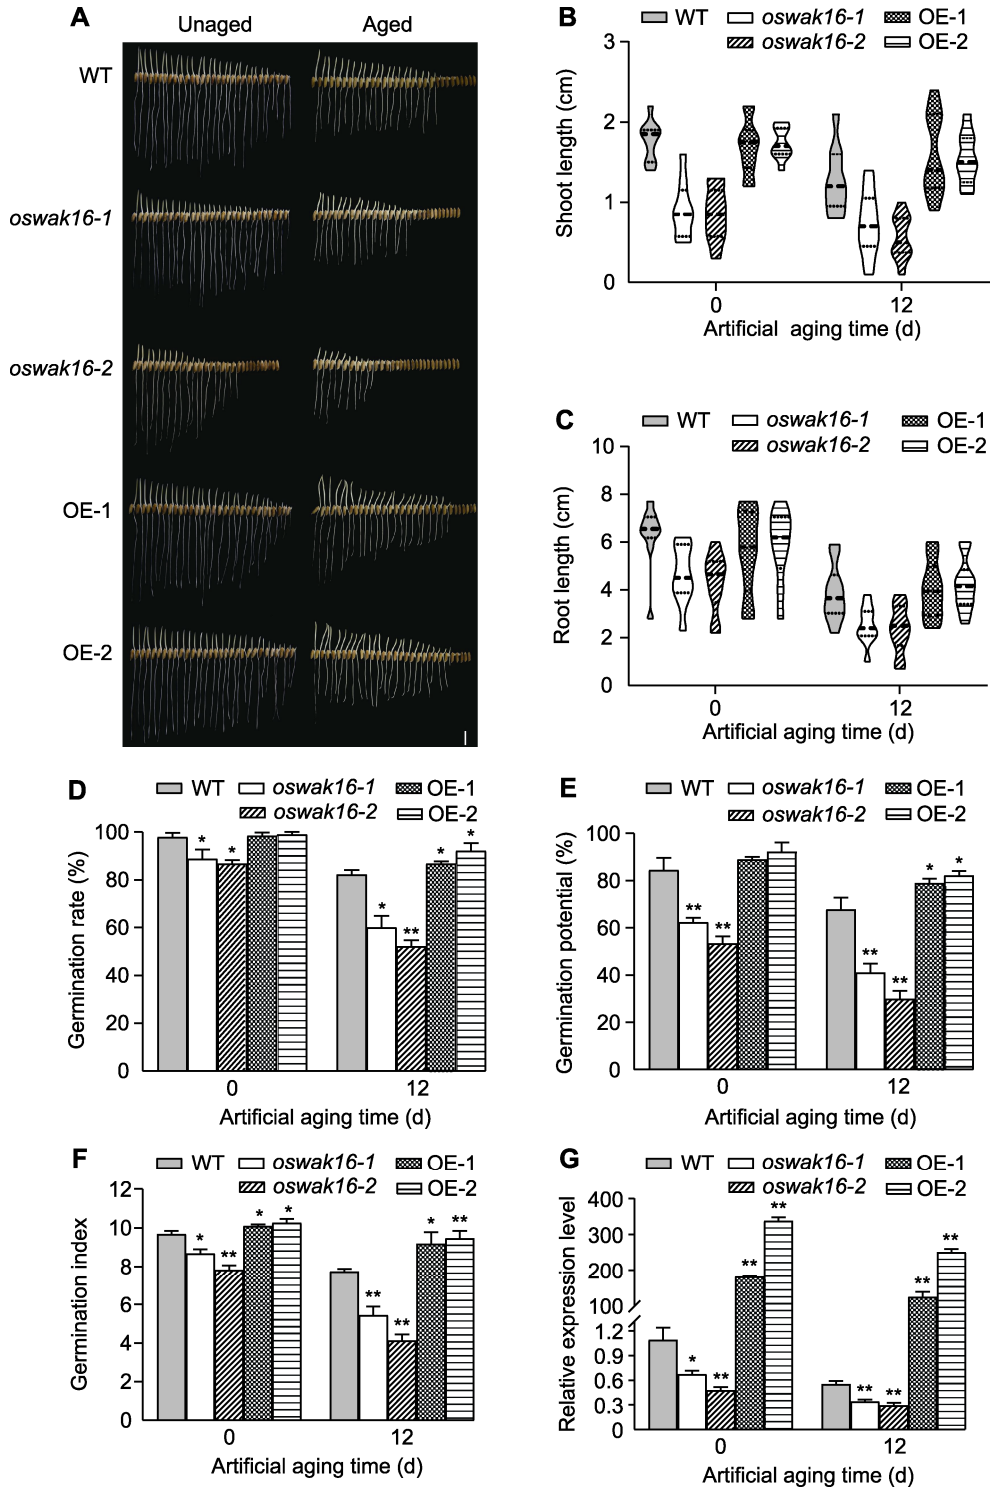 A
Unaged Aged
WT
oswak16-1
oswak16-2
OE-1
OE-2
B
WT oswak16-1 OE-1
oswak16-2 OE-2
Shoot length (cm)
3
2
1
0
0 12
Artificial aging time (d)
C
WT oswak16-1 OE-1
oswak16-2 OE-2
Root length (cm)
10
8
6
4
2
0
0 12
Artificial aging time (d)
D
WT oswak16-1 OE-1
oswak16-2 OE-2
Germination rate (%)
100
80
60
40
20
0
* * * ** * *
0 12
Artificial aging time (d)
E
WT oswak16-1 OE-1
oswak16-2 OE-2
Germination potential (%)
100
80
60
40
20
0
** ** ** ** * *
0 12
Artificial aging time (d)
F
WT oswak16-1 OE-1
oswak16-2 OE-2
Germination index
12
10
8
6
4
2
0
* ** * * ** ** * **
0 12
Artificial aging time (d)
G
WT oswak16-1 OE-1
oswak16-2 OE-2
Relative expression level
400
300
200
100
1.2
0.9
0.6
0.3
0
* ** ** ** ** ** ** **
0 12
Artificial aging time (d)